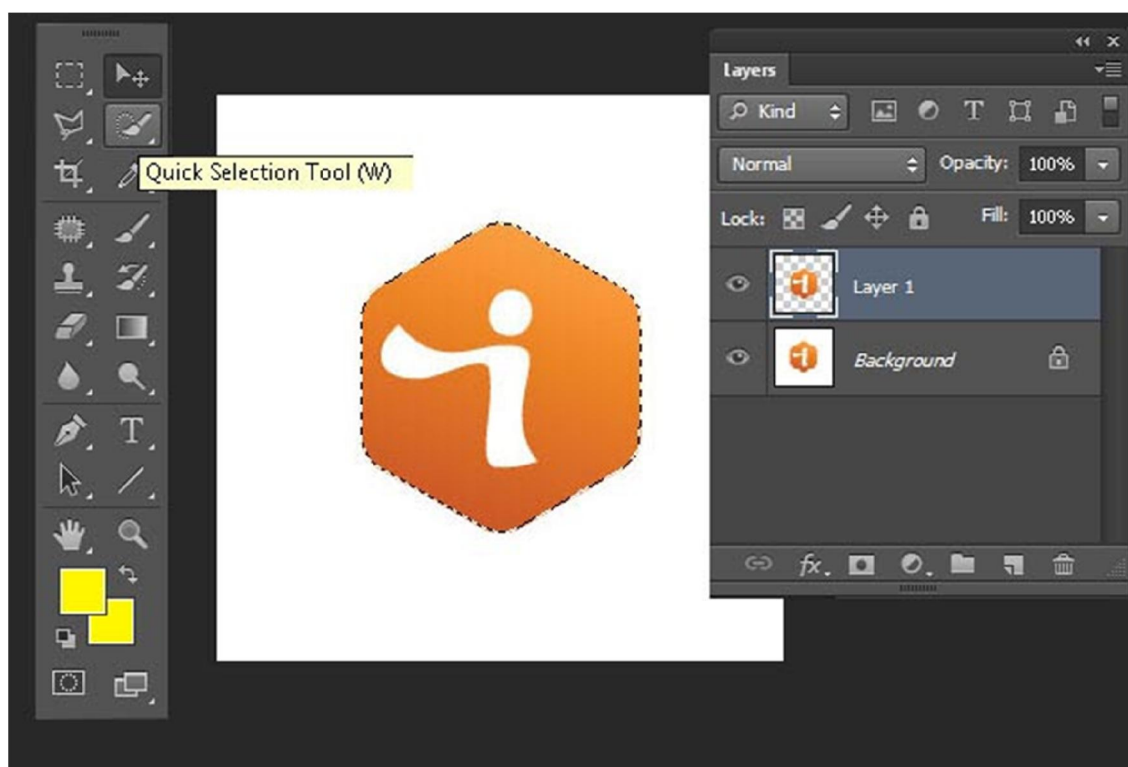 Layers
Kind
T
Quick Selection Tool (W)
Normal
Opacity: 100%
Lock:
Fill: 100%
Layer 1
Background
T
i
fx.